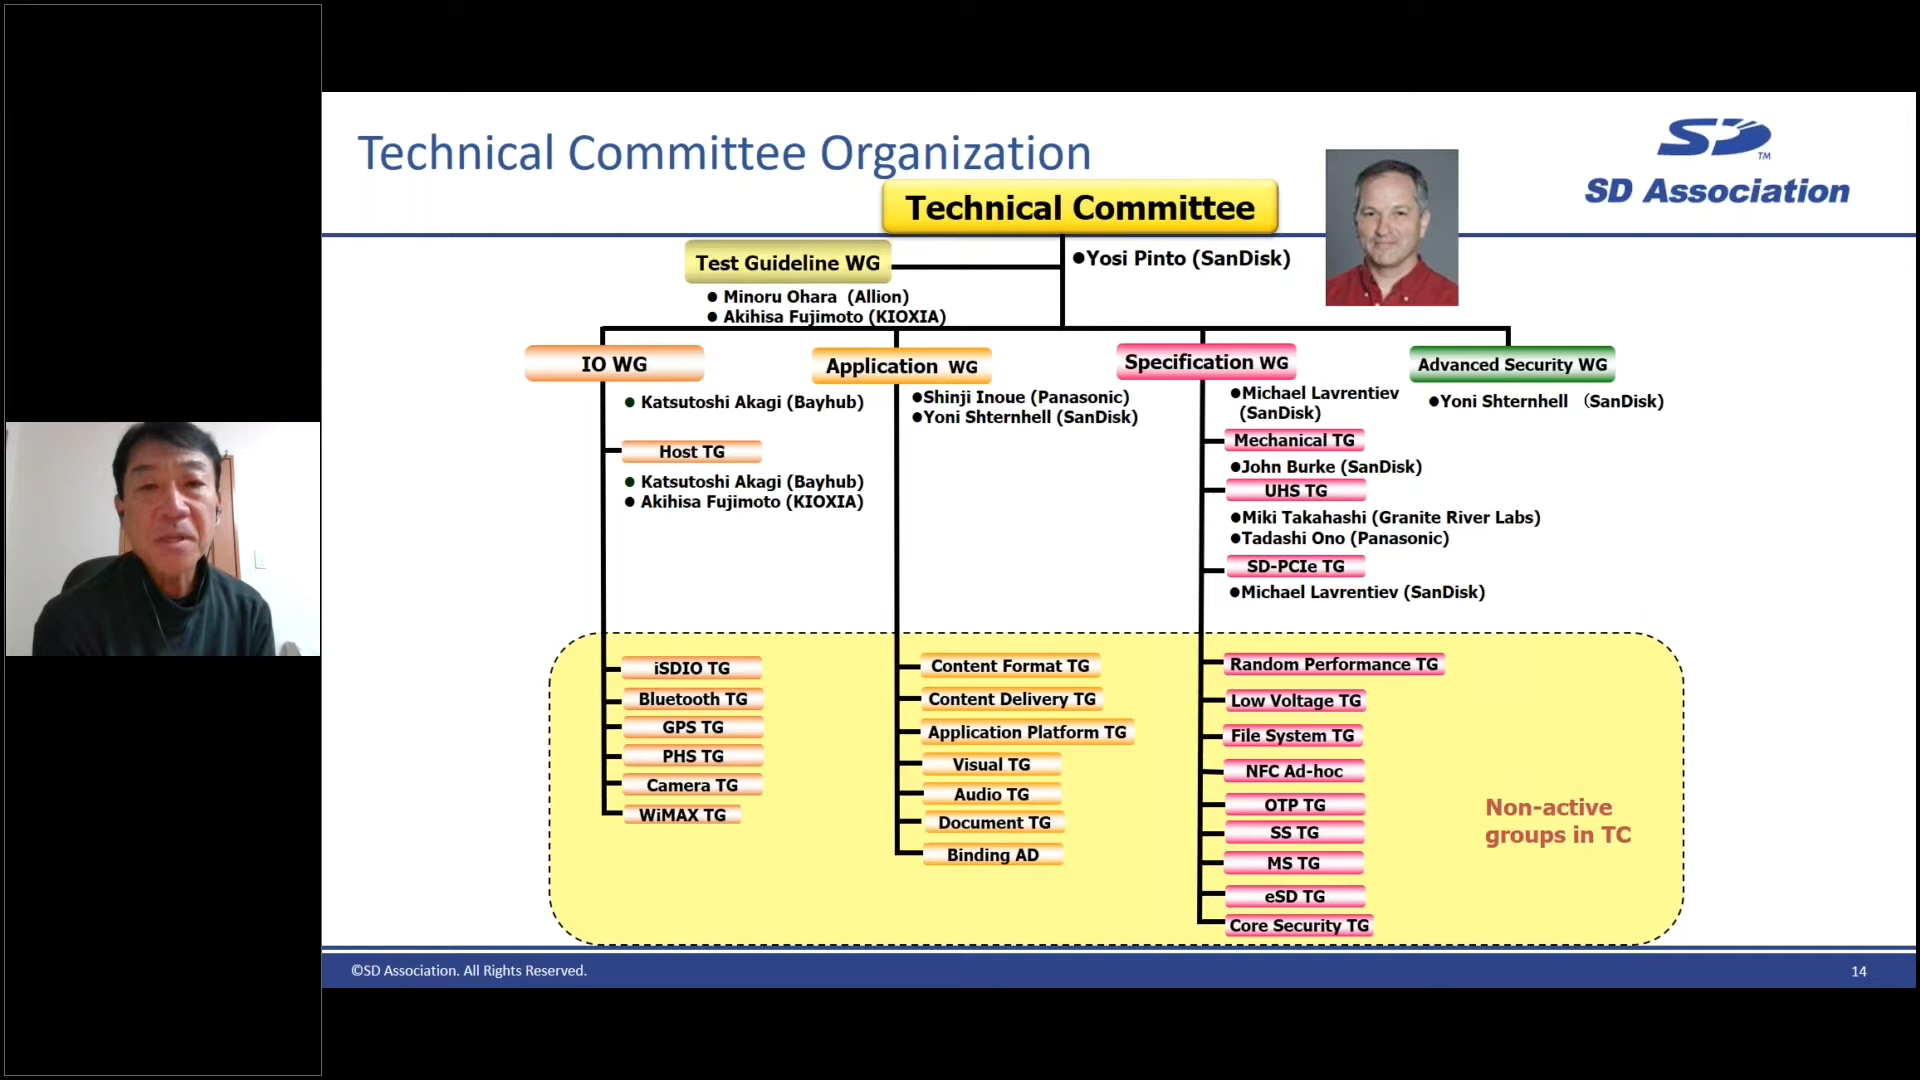 Technical Committee Organization
SD
TM
SD Association
Technical Committee
●Yosi Pinto (SanDisk)
Test Guideline WG
● Minoru Ohara (Allion)
● Akihisa Fujimoto (KIOXIA)
IO WG
● Katsutoshi Akagi (Bayhub)
Host TG
● Katsutoshi Akagi (Bayhub)
● Akihisa Fujimoto (KIOXIA)
iSDIO TG
Bluetooth TG
GPS TG
PHS TG
Camera TG
WiMAX TG
Application WG
●Shinji Inoue (Panasonic)
●Yoni Shternhell (SanDisk)
Content Format TG
Content Delivery TG
Application Platform TG
Visual TG
Audio TG
Document TG
Binding AD
Specification WG
●Michael Lavrentiev
(SanDisk)
Mechanical TG
●John Burke (SanDisk)
UHS TG
●Miki Takahashi (Granite River Labs)
●Tadashi Ono (Panasonic)
SD-PCIe TG
●Michael Lavrentiev (SanDisk)
Random Performance TG
Low Voltage TG
File System TG
NFC Ad-hoc
OTP TG
SS TG
MS TG
eSD TG
Core Security TG
Advanced Security WG
●Yoni Shternhell （SanDisk)
Non-active
groups in TC
©SD Association. All Rights Reserved.
14